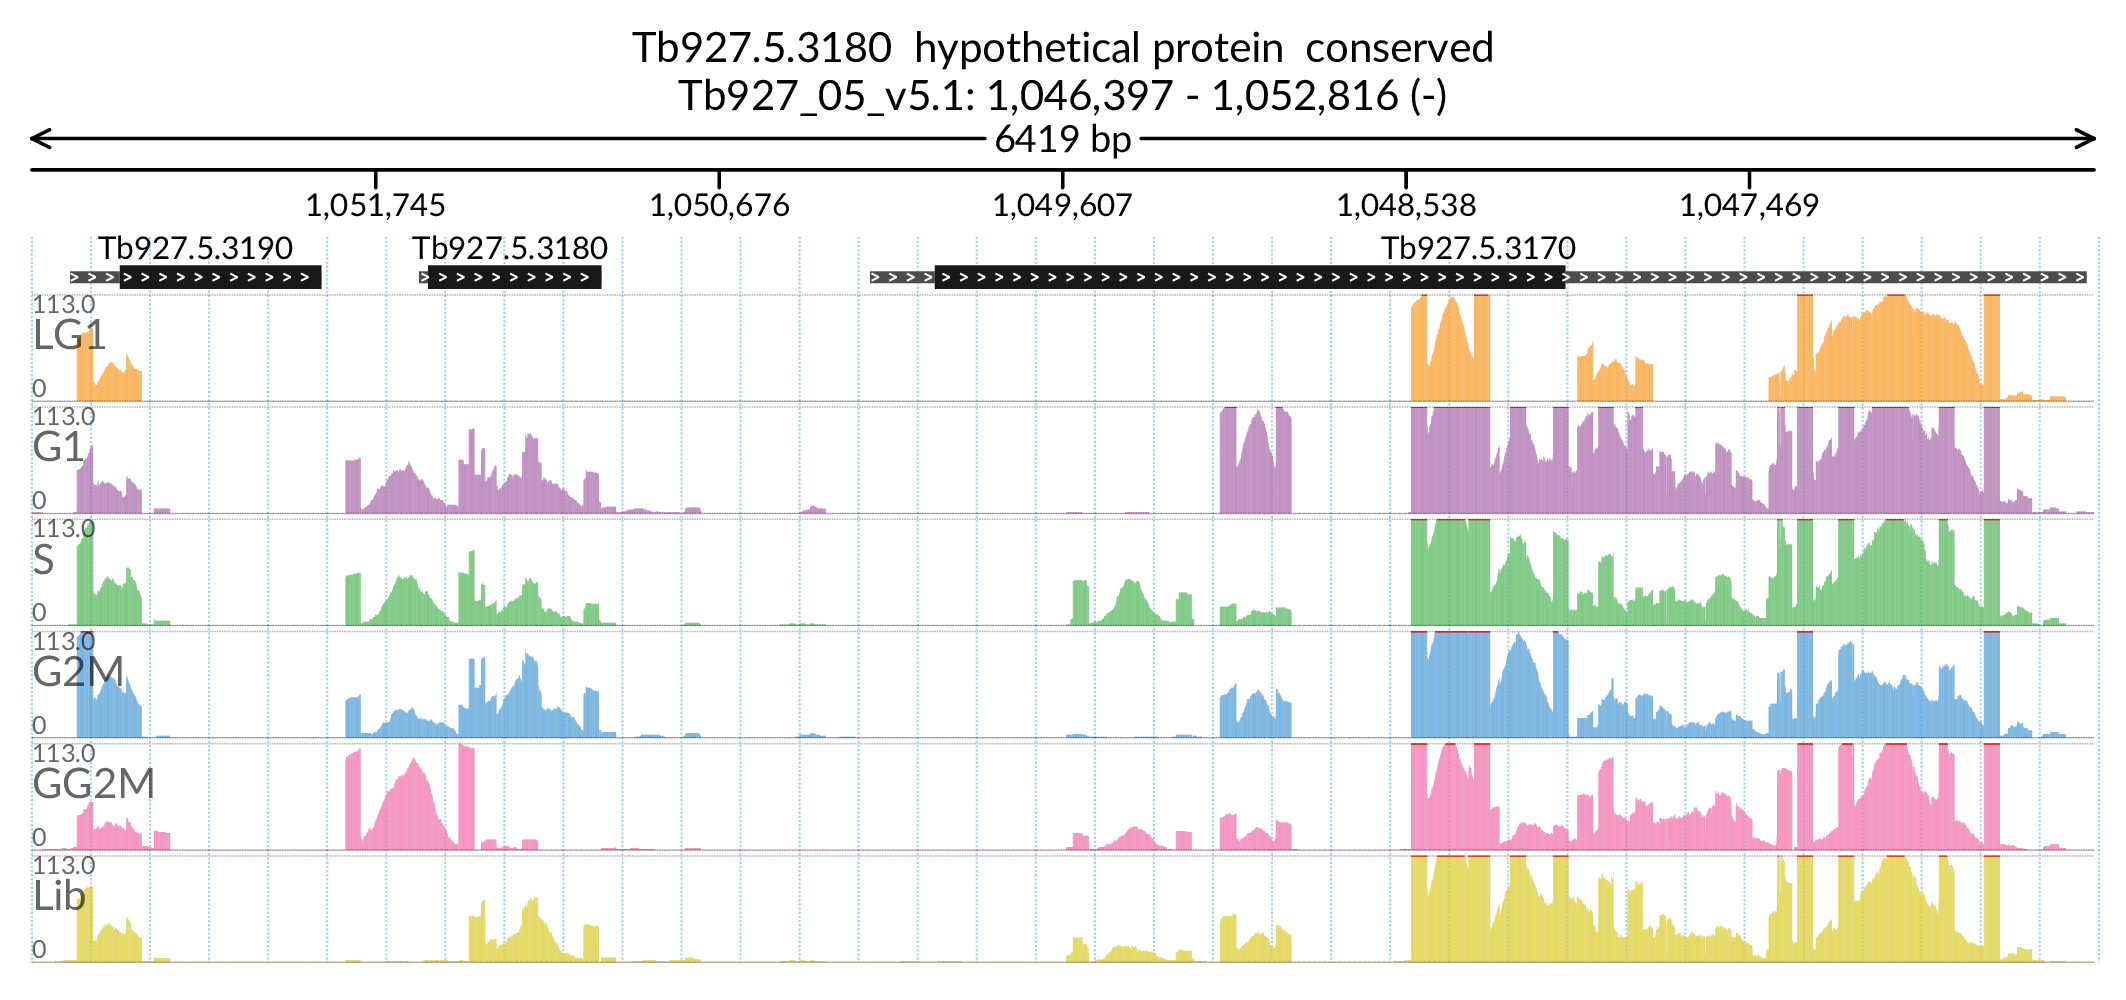 Tb927.5.3180 hypothetical protein conserved
Tb927_05_v5.1: 1,046,397 - 1,052,816 (-)
6419 bp
1,051,745 1,050,676 1,049,607 1,048,538 1,047,469
Tb927.5.3190 Tb927.5.3180 Tb927.5.3170
113.0
LG1
0
113.0
G1
0
113.0
S
0
113.0
G2M
0
113.0
GG2M
0
113.0
Lib
0